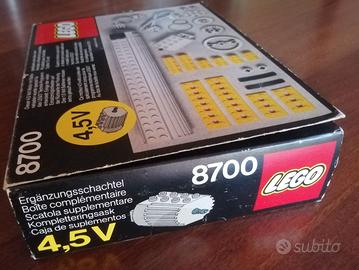 LEGO
4,5V
8700
Ergänzungsschachtel
Boîte complémentaire
Scatola supplementare
Kompletteringsask
Caja de suplementos
4,5V
8700
LEGO
subito